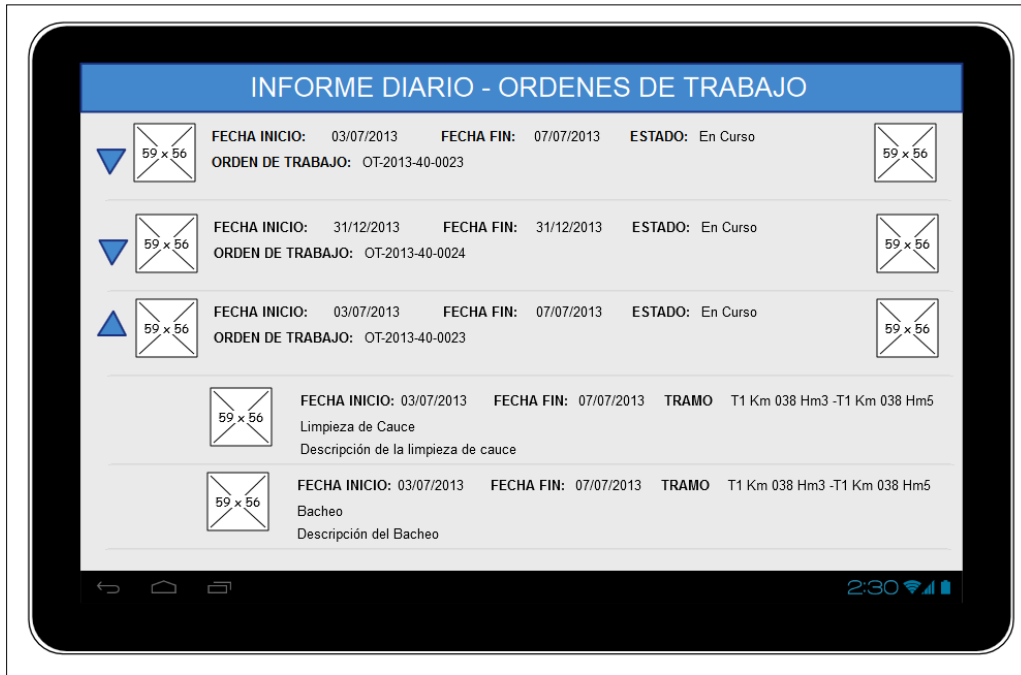 INFORME DIARIO - ORDENES DE TRABAJO
59 x 56 FECHA INICIO: 03/07/2013 FECHA FIN: 07/07/2013 ESTADO: En Curso 59 x 56
ORDEN DE TRABAJO: OT-2013-40-0023
59 x 56 FECHA INICIO: 31/12/2013 FECHA FIN: 31/12/2013 ESTADO: En Curso 59 x 56
ORDEN DE TRABAJO: OT-2013-40-0024
59 x 56 FECHA INICIO: 03/07/2013 FECHA FIN: 07/07/2013 ESTADO: En Curso 59 x 56
ORDEN DE TRABAJO: OT-2013-40-0023
59 x 56 FECHA INICIO: 03/07/2013 FECHA FIN: 07/07/2013 TRAMO T1 Km 038 Hm3 -T1 Km 038 Hm5
Limpieza de Cauce
Descripción de la limpieza de cauce
59 x 56 FECHA INICIO: 03/07/2013 FECHA FIN: 07/07/2013 TRAMO T1 Km 038 Hm3 -T1 Km 038 Hm5
Bacheo
Descripción del Bacheo
2:30